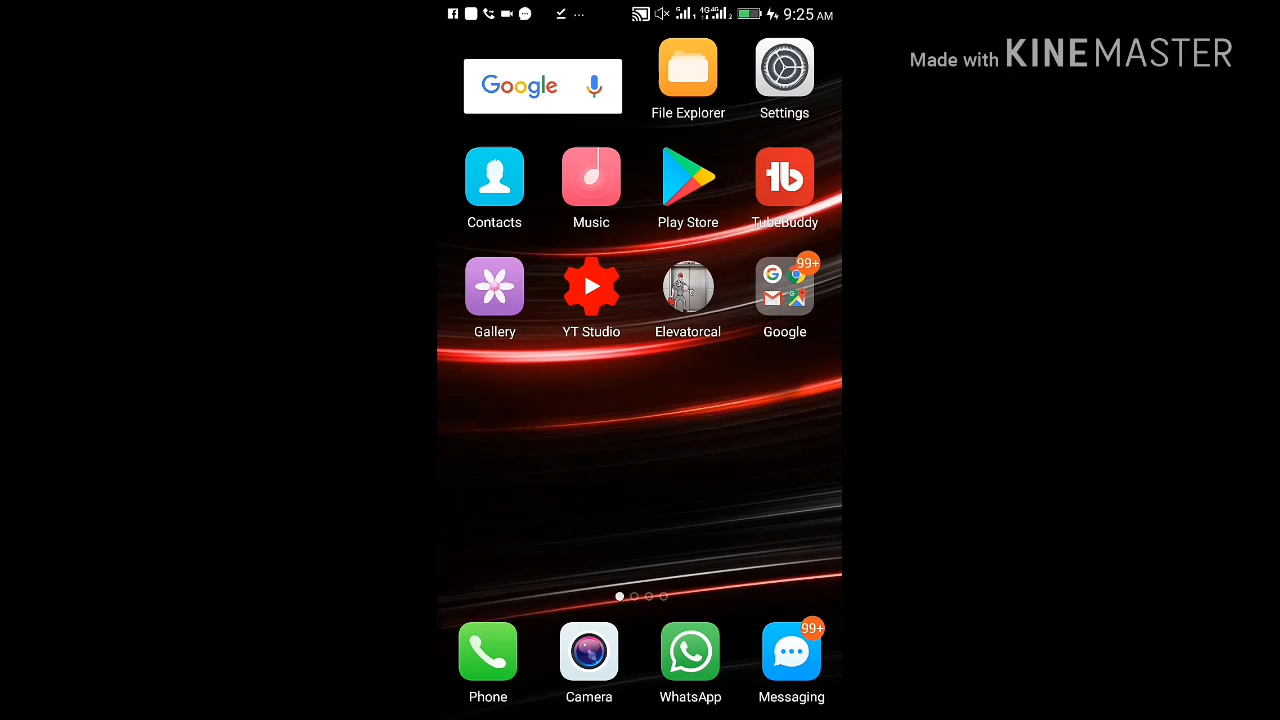 9:25 AM
Made with KINEMASTER
Google
File Explorer
Settings
Contacts
Music
Play Store
TubeBuddy
99+
Gallery
YT Studio
Elevatorcal
Google
99+
Phone
Camera
WhatsApp
Messaging